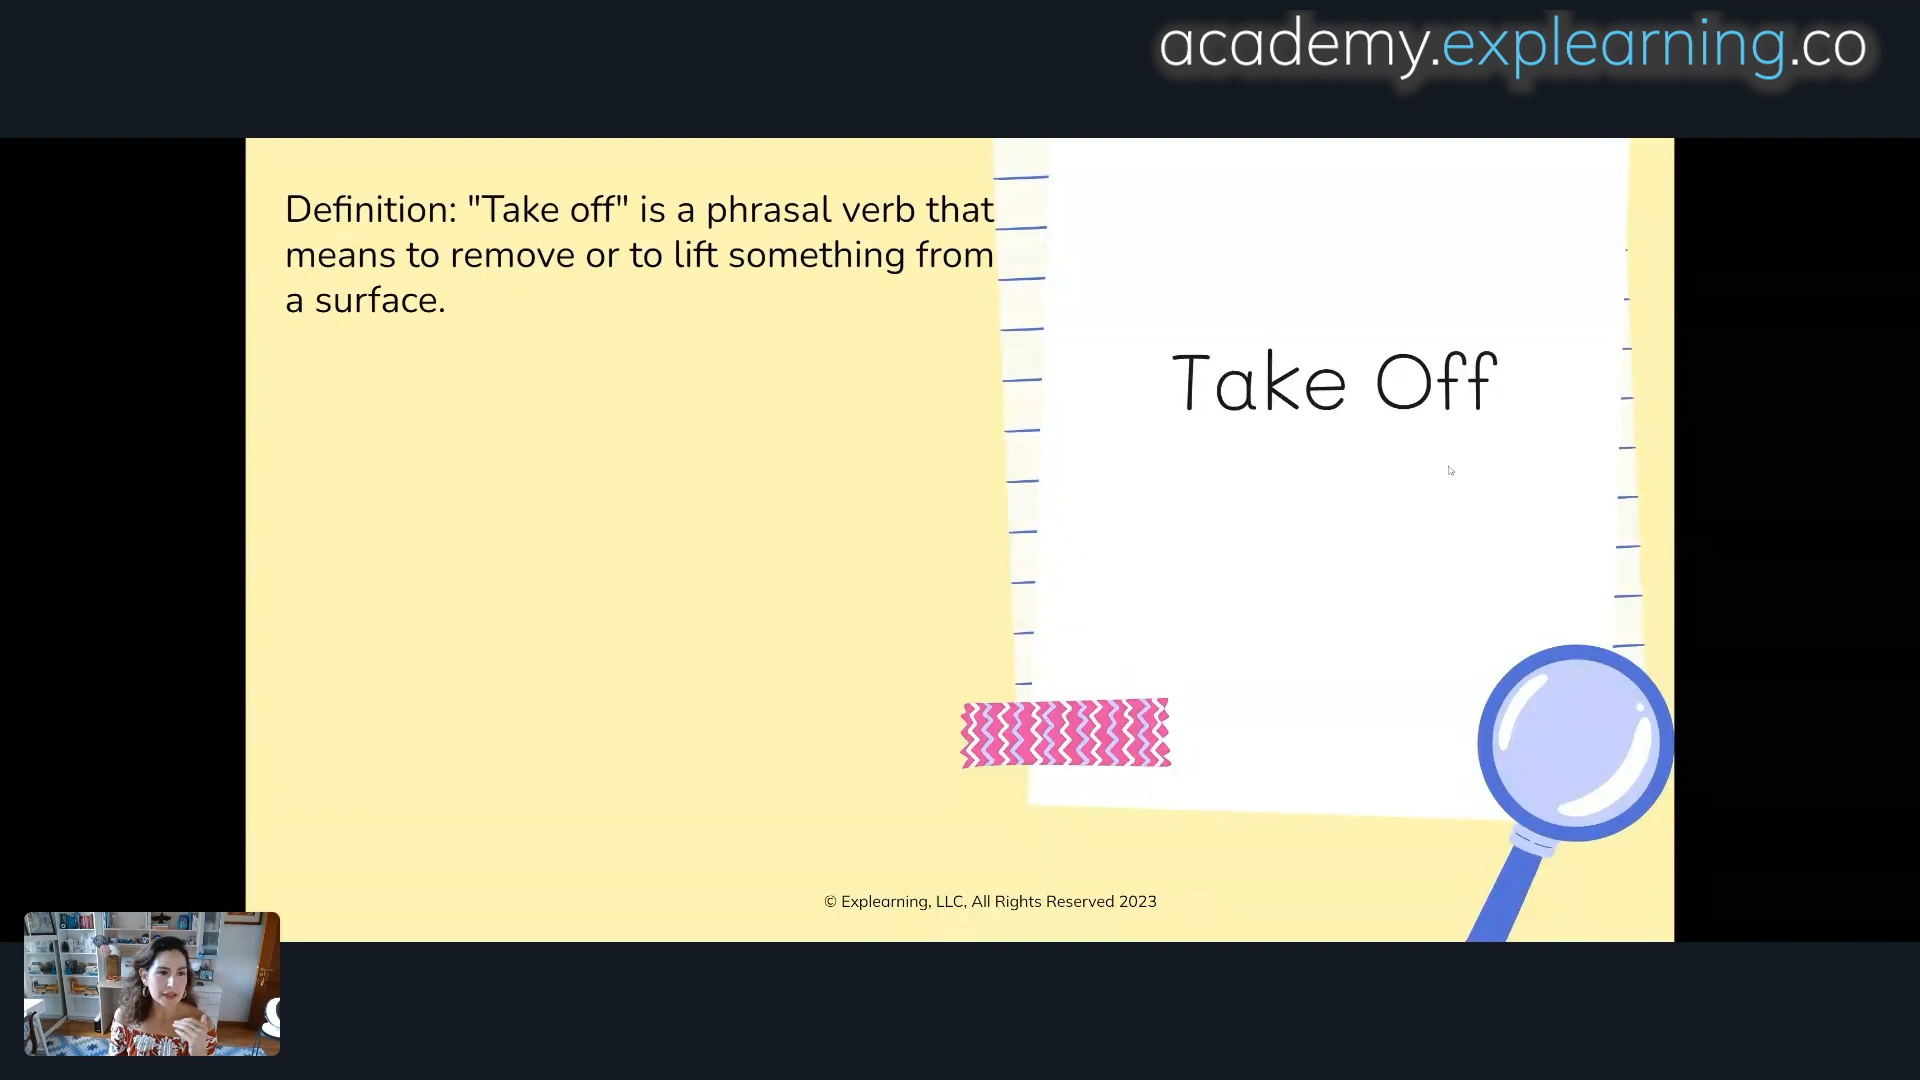 academy.explearning.co
Definition: "Take off" is a phrasal verb that
means to remove or to lift something from
a surface.
Take Off
© Explearning, LLC, All Rights Reserved 2023